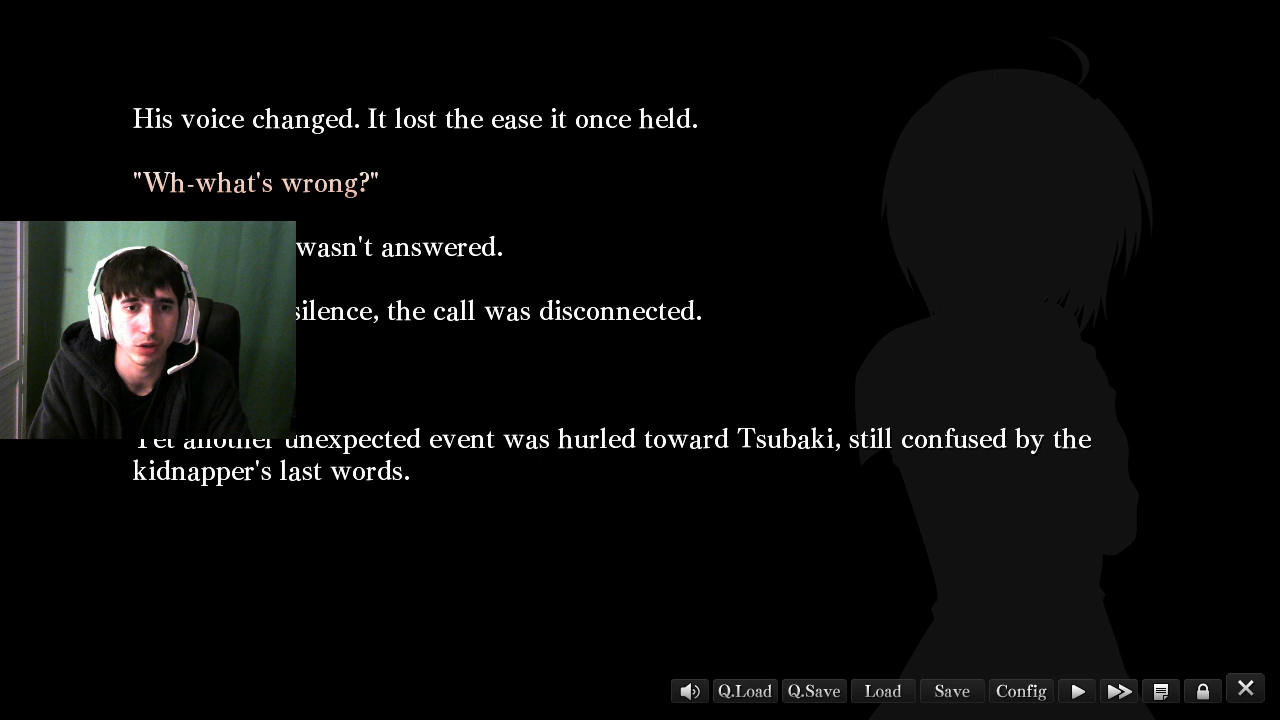 His voice changed. It lost the ease it once held.
"Wh-what's wrong?"
wasn't answered.
silence, the call was disconnected.
Yet another unexpected event was hurled toward Tsubaki, still confused by the
kidnapper's last words.
Q.Load Q.Save Load Save Config